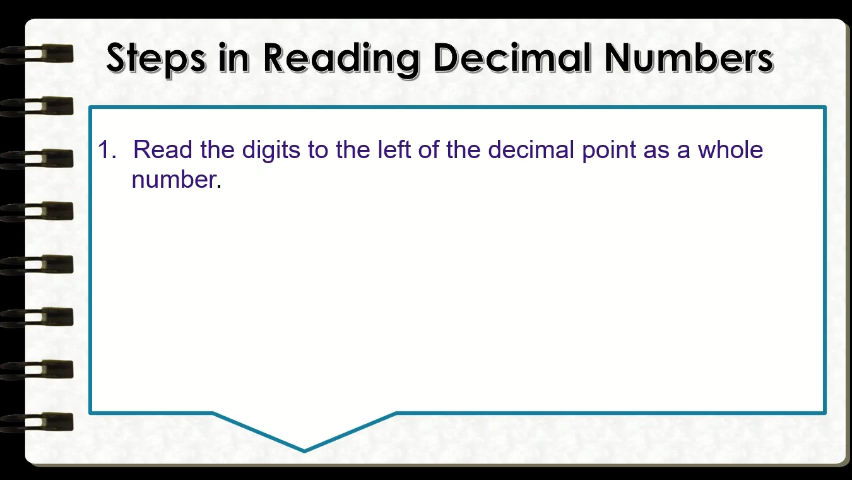 Steps in Reading Decimal Numbers
1. Read the digits to the left of the decimal point as a whole
number.